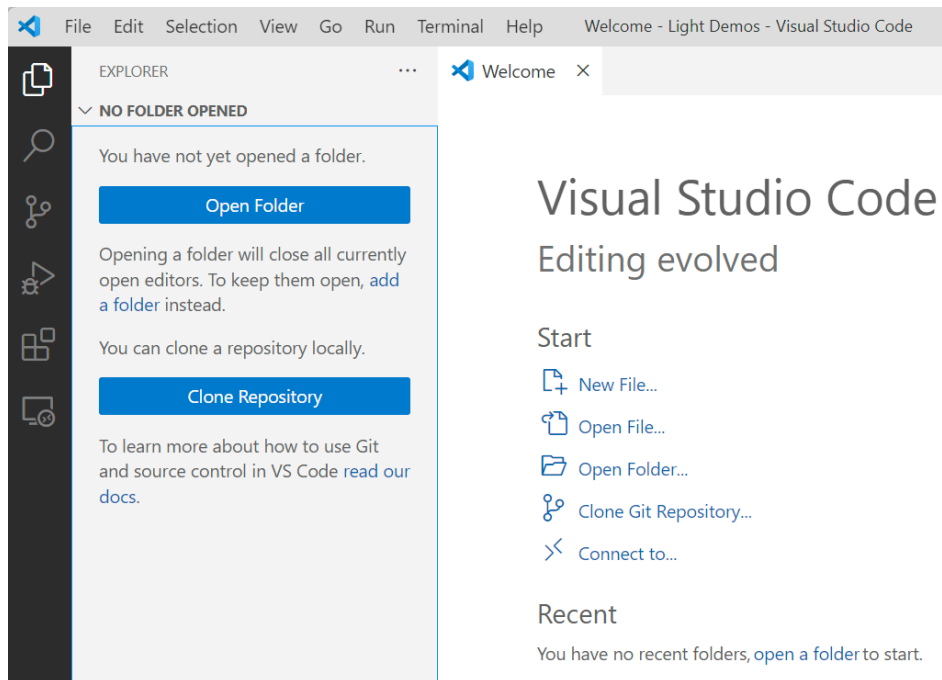 File Edit Selection View Go Run Terminal Help Welcome - Light Demos - Visual Studio Code
EXPLORER ···
NO FOLDER OPENED
You have not yet opened a folder.
Open Folder
Opening a folder will close all currently
open editors. To keep them open, add
a folder instead.
You can clone a repository locally.
Clone Repository
To learn more about how to use Git
and source control in VS Code read our
docs.
Welcome
Visual Studio Code
Editing evolved
Start
New File...
Open File...
Open Folder...
Clone Git Repository...
Connect to...
Recent
You have no recent folders, open a folder to start.